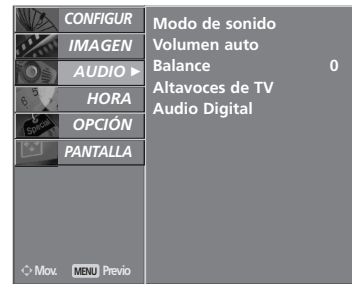 CONFIGUR
IMAGEN
AUDIO ►
HORA
OPCIÓN
PANTALLA
Mov. MENU Previo
Modo de sonido
Volumen auto
Balance 0
Altavoces de TV
Audio Digital